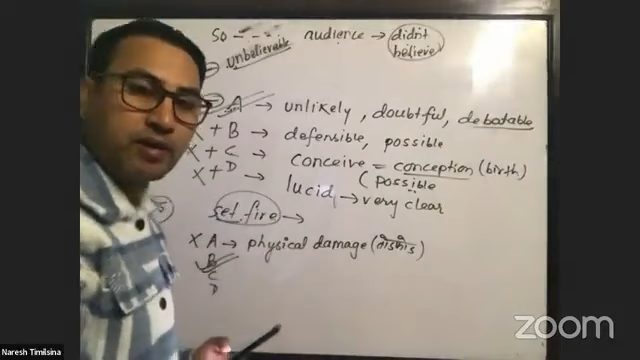 So - - - - audience → didn't believe
unbelievable
A → unlikely, doubtful, debatable
X + B → defensible, possible
X + C → conceive = conception (birth)
(possible
X + D → lucid → very clear
set fire →
X A → physical damage (तोडफोड)
B
C
D
Naresh Timilsina
zoom